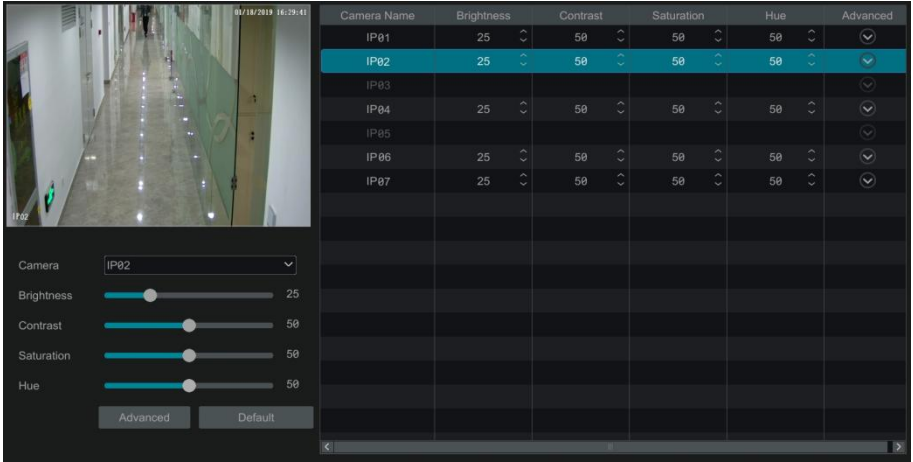 01/18/2019 16:29:41
IP02
Camera IP02
Brightness 25
Contrast 50
Saturation 50
Hue 50
Advanced Default
Camera Name Brightness Contrast Saturation Hue Advanced
IP01 25 50 50 50
IP02 25 50 50 50
IP03
IP04 25 50 50 50
IP05
IP06 25 50 50 50
IP07 25 50 50 50